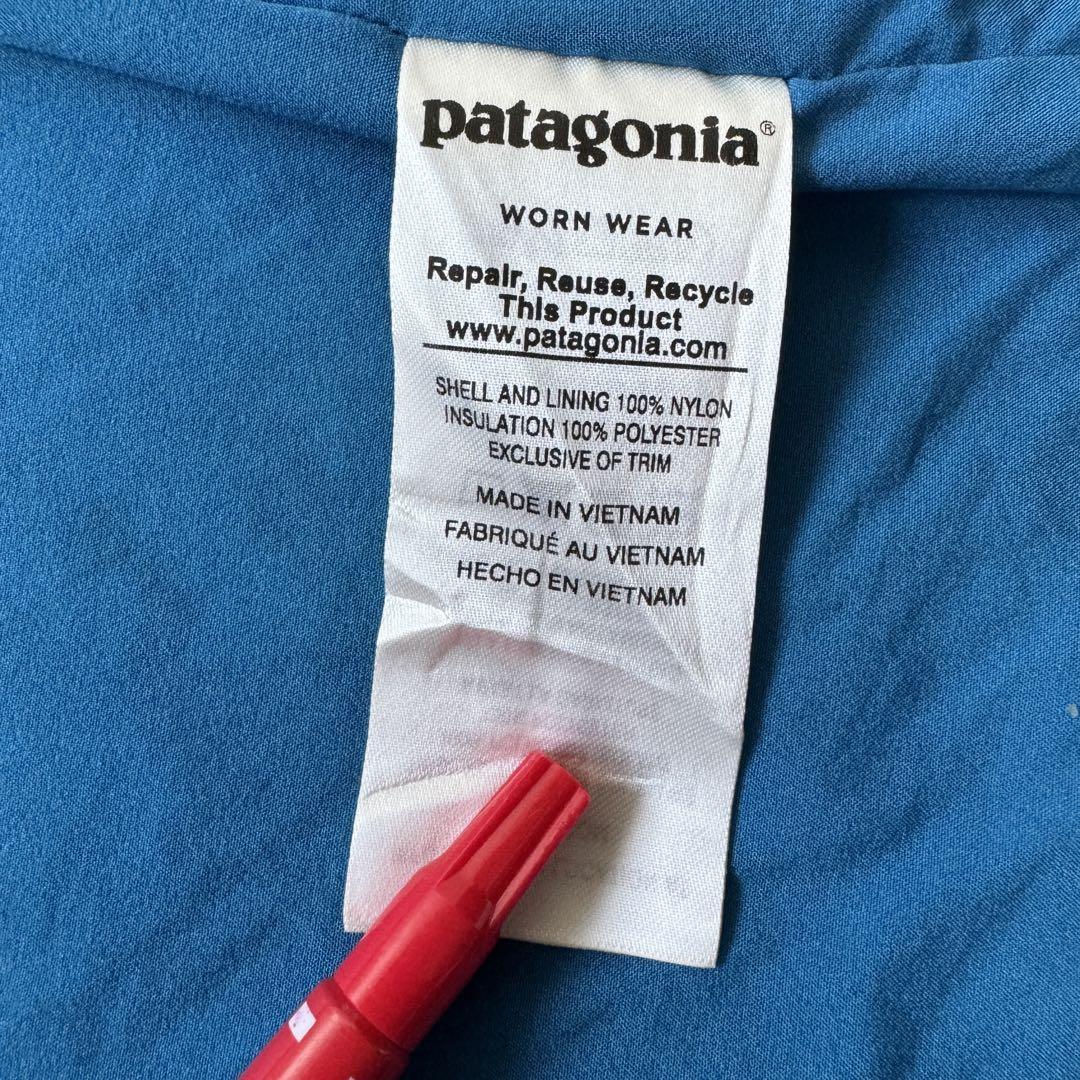 patagonia®
WORN WEAR
Repair, Reuse, Recycle
This Product
www.patagonia.com
SHELL AND LINING 100% NYLON
INSULATION 100% POLYESTER
EXCLUSIVE OF TRIM
MADE IN VIETNAM
FABRIQUÉ AU VIETNAM
HECHO EN VIETNAM